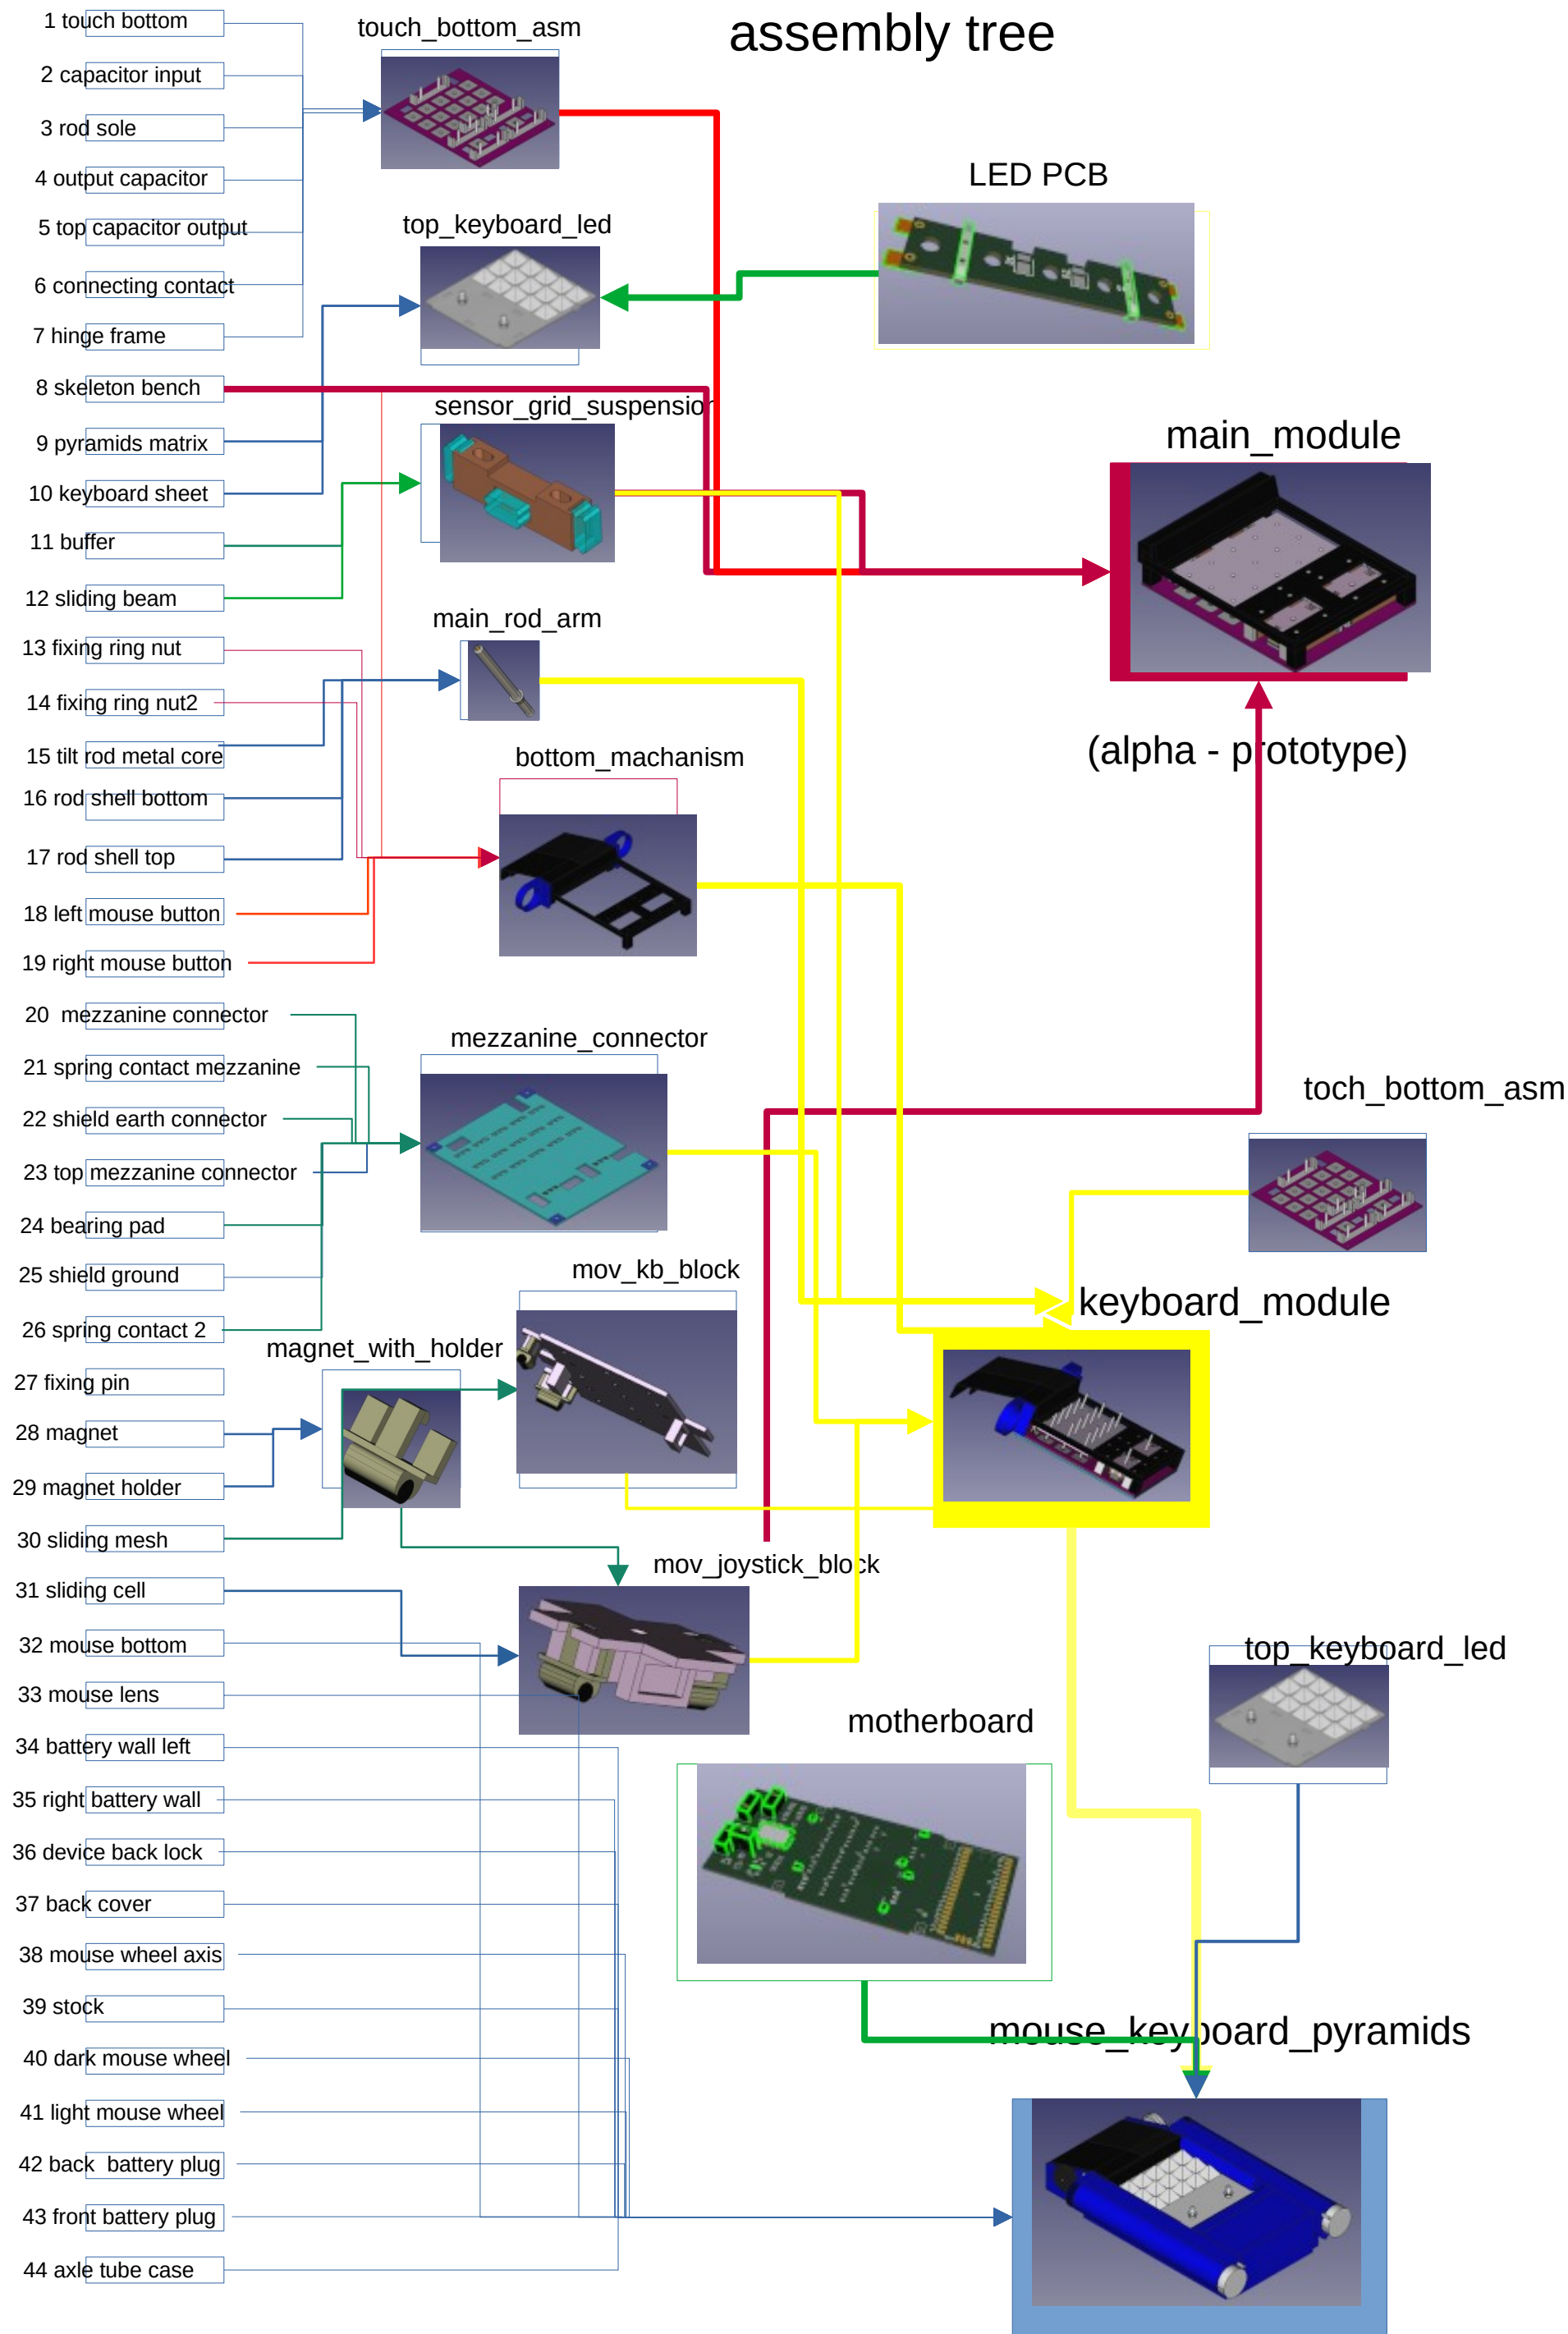 assembly tree
1 touch bottom
2 capacitor input
3 rod sole
4 output capacitor
5 top capacitor output
6 connecting contact
7 hinge frame
8 skeleton bench
9 pyramids matrix
10 keyboard sheet
11 buffer
12 sliding beam
13 fixing ring nut
14 fixing ring nut2
15 tilt rod metal core
16 rod shell bottom
17 rod shell top
18 left mouse button
19 right mouse button
20  mezzanine connector
21 spring contact mezzanine
22 shield earth connector
23 top mezzanine connector
24 bearing pad
25 shield ground
26 spring contact 2
27 fixing pin
28 magnet
29 magnet holder
30 sliding mesh
31 sliding cell
32 mouse bottom
33 mouse lens
34 battery wall left
35 right battery wall
36 device back lock
37 back cover
38 mouse wheel axis
39 stock
40 dark mouse wheel
41 light mouse wheel
42 back  battery plug
43 front battery plug
44 axle tube case
touch_bottom_asm
top_keyboard_led
sensor_grid_suspension
main_rod_arm
bottom_machanism
mezzanine_connector
mov_kb_block
magnet_with_holder
mov_joystick_block
LED PCB
main_module
(alpha - prototype)
toch_bottom_asm
keyboard_module
top_keyboard_led
motherboard
mouse_keyboard_pyramids